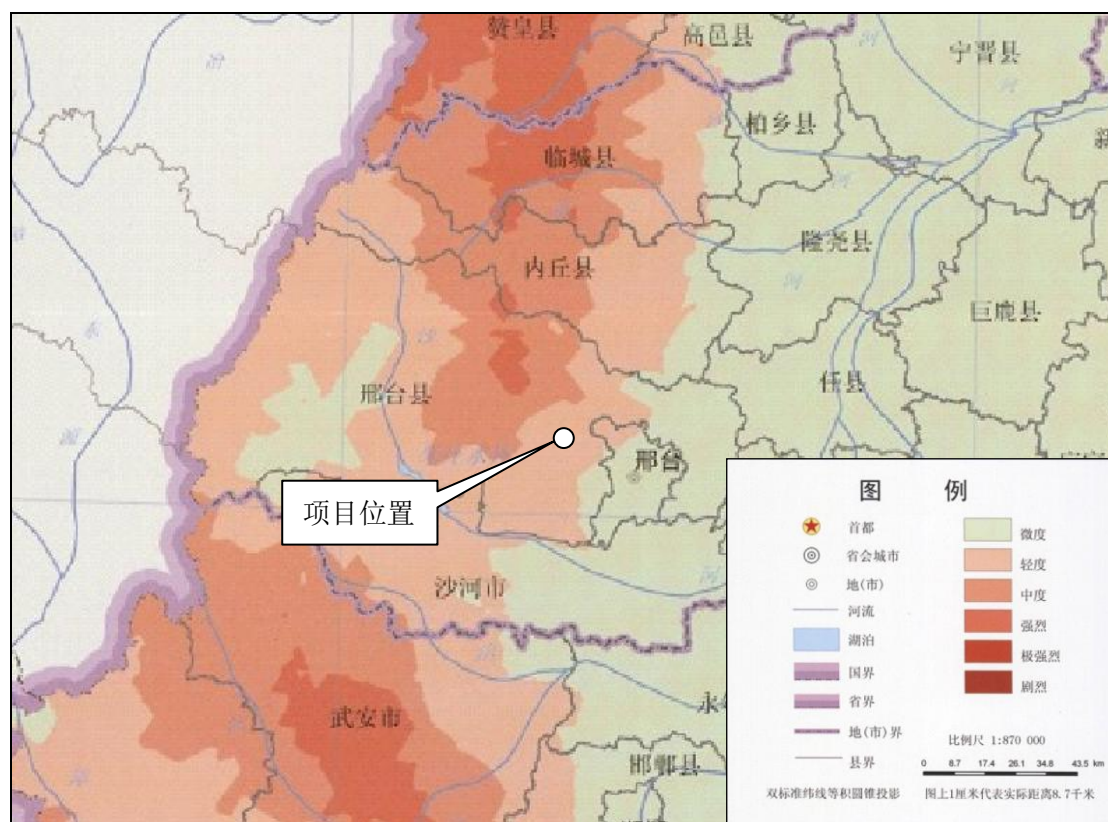 赞皇县
高邑县
宁晋县
柏乡县
临城县
隆尧县
内丘县
巨鹿县
邢台县
任县
邢台
项目位置
沙河市
武安市
邯郸县
永
河
河
河
沙
河
图 例
首都
省会城市
地(市)
河流
湖泊
国界
省界
地(市)界
县界
微度
轻度
中度
强烈
极强烈
剧烈
比例尺 1:870 000
0 8.7 17.4 26.1 34.8 43.5 km
双标准纬线等积圆锥投影 图上1厘米代表实际距离8.7千米